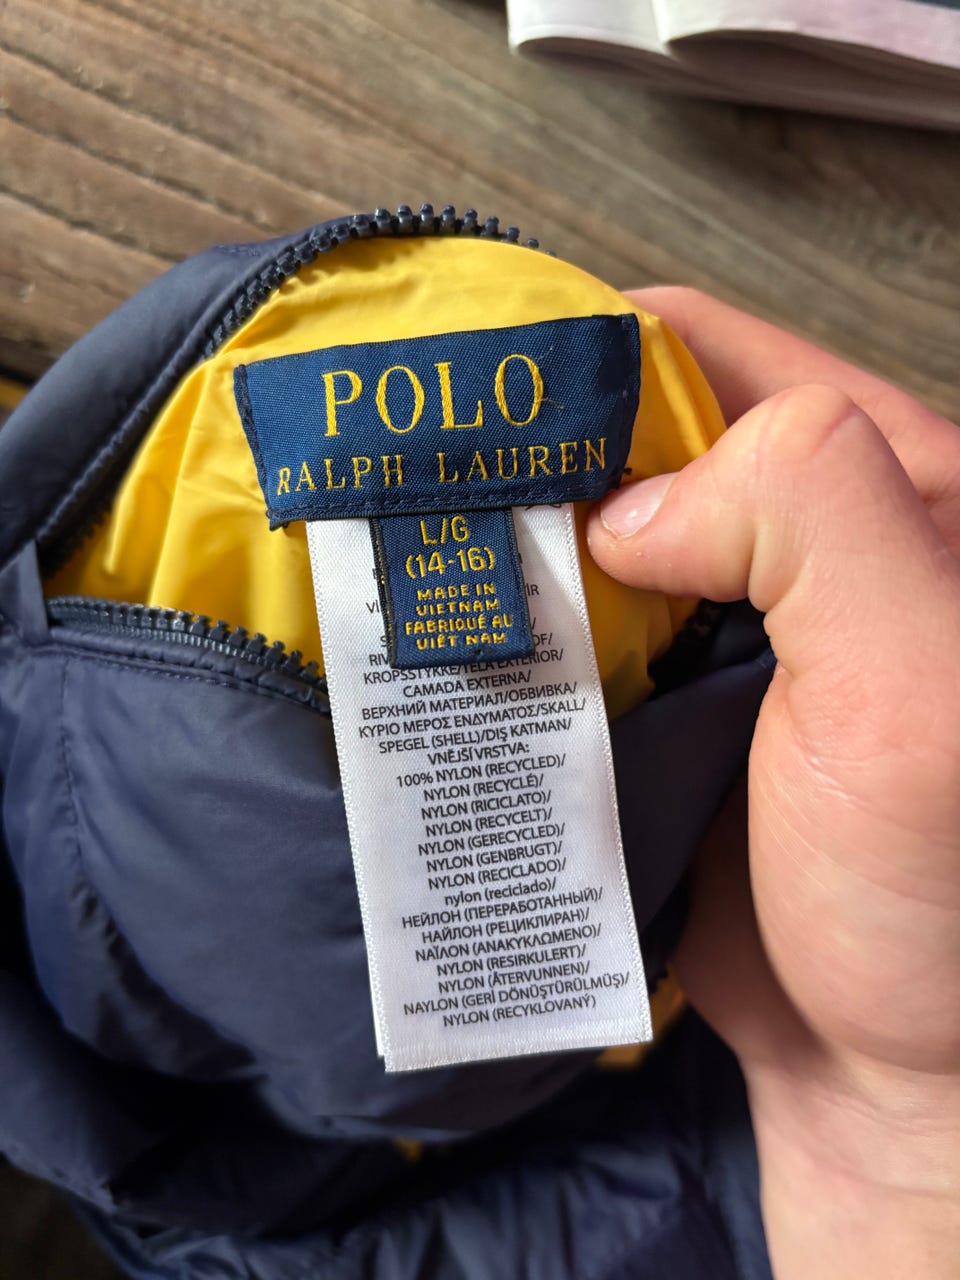 POLO
RALPH LAUREN
L/G
(14-16)
MADE IN
VIETNAM
FABRIQUÉ AU
VIÊT NAM
KROPSSTYKKE/TELA EXTERIOR/
CAMADA EXTERNA/
ВЕРХНИЙ МАТЕРИАЛ/ОБВИВКА/
ΚΥΡΙΟ ΜΕΡΟΣ ΕΝΔΥΜΑΤΟΣ/SKALL/
SPEGEL (SHELL)/DIŞ KATMAN/
VNĚJŠÍ VRSTVA:
100% NYLON (RECYCLED)/
NYLON (RECYCLÉ)/
NYLON (RICICLATO)/
NYLON (RECYCELT)/
NYLON (GERECYCLED)/
NYLON (GENBRUGT)/
NYLON (RECICLADO)/
nylon (reciclado)/
НЕЙЛОН (ПЕРЕРАБОТАННЫЙ)/
НАЙЛОН (РЕЦИКЛИРАН)/
ΝΑΪΛΟΝ (ΑΝΑΚΥΚΛΩΜΕΝΟ)/
NYLON (RESIRKULERT)/
NYLON (ÅTERVUNNEN)/
NAYLON (GERİ DÖNÜŞTÜRÜLMÜŞ)/
NYLON (RECYKLOVANÝ)